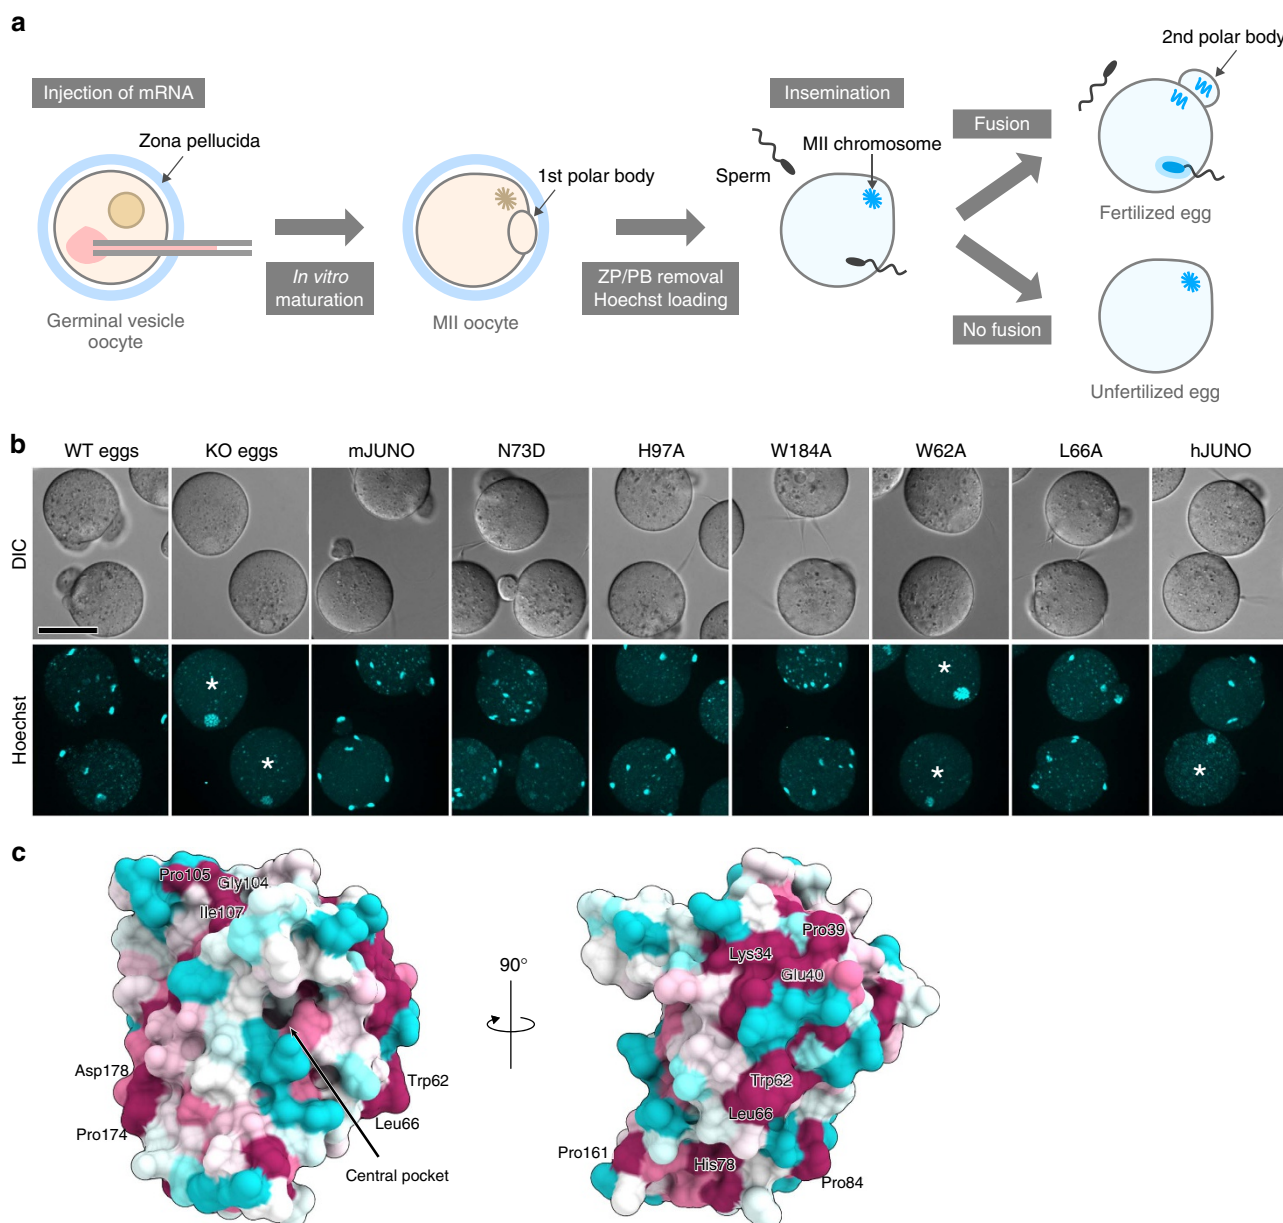 a
Injection of mRNA
Zona pellucida
Germinal vesicle
oocyte
In vitro
maturation
1st polar body
MII oocyte
ZP/PB removal
Hoechst loading
Insemination
MII chromosome
Sperm
Fusion
No fusion
2nd polar body
Fertilized egg
Unfertilized egg
b
WT eggs
KO eggs
mJUNO
N73D
H97A
W184A
W62A
L66A
hJUNO
DIC
Hoechst
*
*
*
*
*
c
Pro105
Gly104
Ile107
Asp178
Pro174
Trp62
Leu66
Central pocket
90°
Pro39
Lys34
Glu40
Trp62
Leu66
Pro161
His78
Pro84